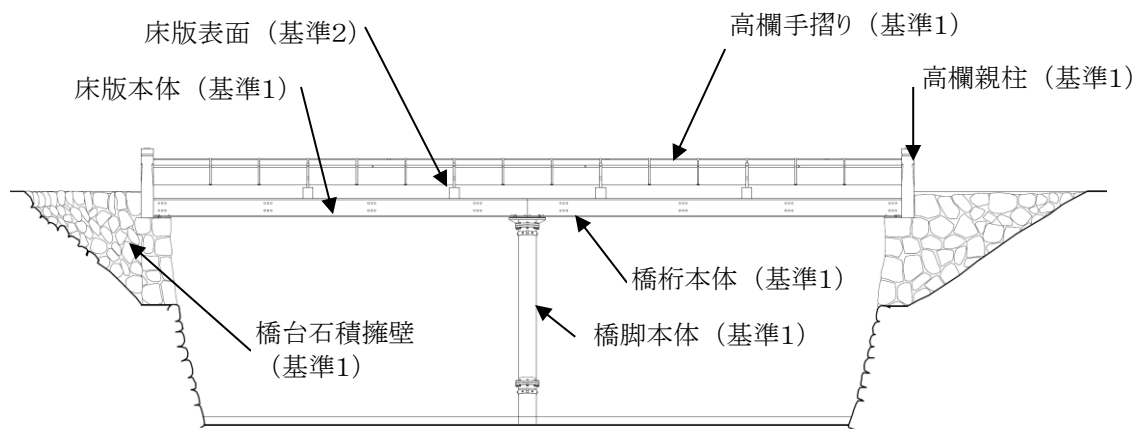 床版表面（基準2）
高欄手摺り（基準1）
床版本体（基準1）
高欄親柱（基準1）
橋桁本体（基準1）
橋台石積擁壁
（基準1）
橋脚本体（基準1）